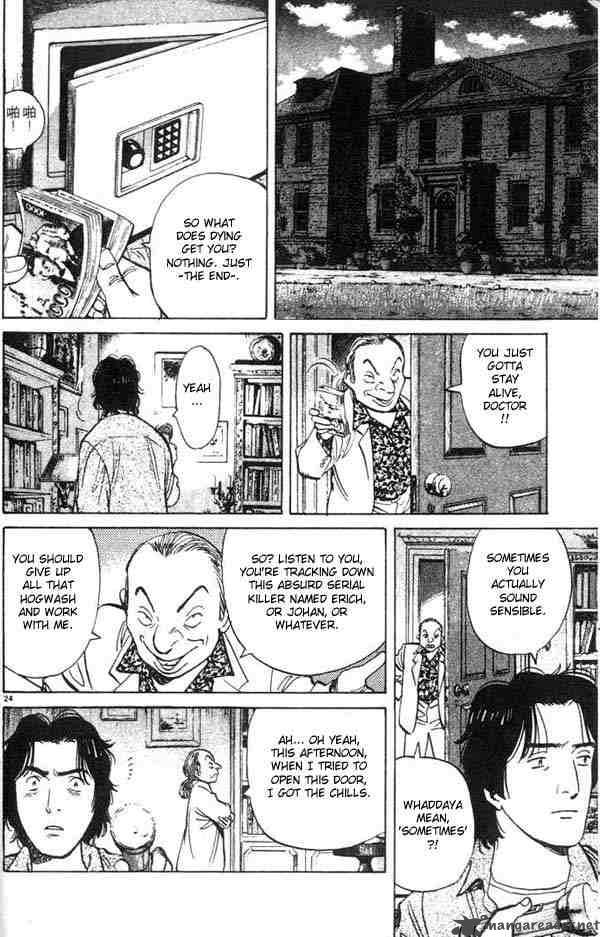 啪！
啪！
SO WHAT
DOES DYING
GET YOU?
NOTHING. JUST
-THE END-.
YOU JUST
GOTTA
STAY
ALIVE,
DOCTOR
!!
YEAH
...
SOMETIMES
YOU
ACTUALLY
SOUND
SENSIBLE.
WHADDAYA
MEAN,
'SOMETIMES'
?!
SO? LISTEN TO YOU,
YOU'RE TRACKING DOWN
THIS ABSURD SERIAL
KILLER NAMED ERICH,
OR JOHAN, OR
WHATEVER.
YOU SHOULD
GIVE UP
ALL THAT
HOGWASH
AND WORK
WITH ME.
24
AH... OH YEAH,
THIS AFTERNOON,
WHEN I TRIED TO
OPEN THIS DOOR,
I GOT THE CHILLS.
mangareader.net